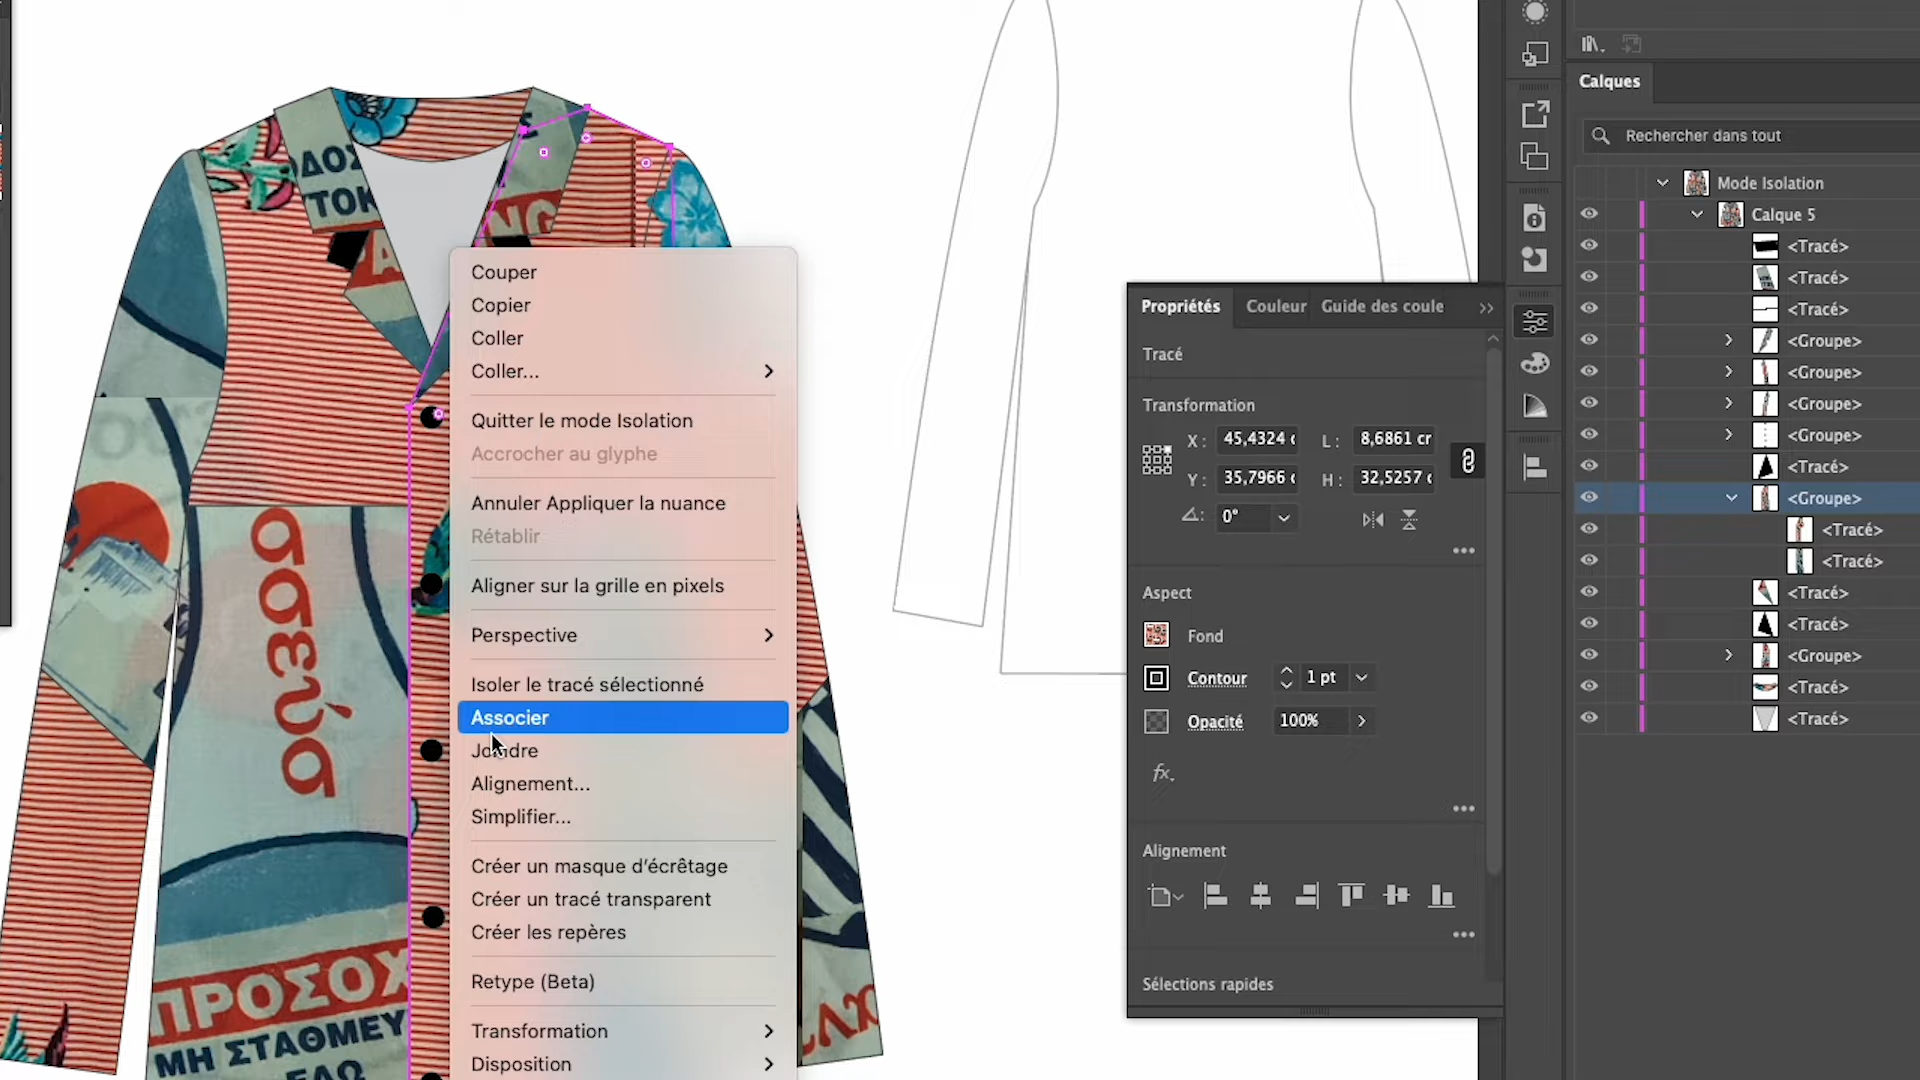 ΔΟΣ
ΤΟΚ
NG
ασειό
ΠΡΟΣΟΧ
ΜΗ ΣΤΑΘΜΕΥ
Couper
Copier
Coller
Coller...
Quitter le mode Isolation
Accrocher au glyphe
Annuler Appliquer la nuance
Rétablir
Aligner sur la grille en pixels
Perspective
Isoler le tracé sélectionné
Associer
Joindre
Alignement...
Simplifier...
Créer un masque d'écrêtage
Créer un tracé transparent
Créer les repères
Retype (Beta)
Transformation
Disposition
Propriétés Couleur Guide des coule
Tracé
Transformation
X : 45,4324 c L : 8,6861 cr
Y : 35,7966 c H : 32,5257 c
0°
Aspect
Fond
Contour 1 pt
Opacité 100%
fx.
Alignement
Sélections rapides
Calques
Rechercher dans tout
Mode Isolation
Calque 5
<Tracé>
<Tracé>
<Tracé>
<Groupe>
<Groupe>
<Groupe>
<Groupe>
<Tracé>
<Groupe>
<Tracé>
<Tracé>
<Tracé>
<Tracé>
<Groupe>
<Tracé>
<Tracé>